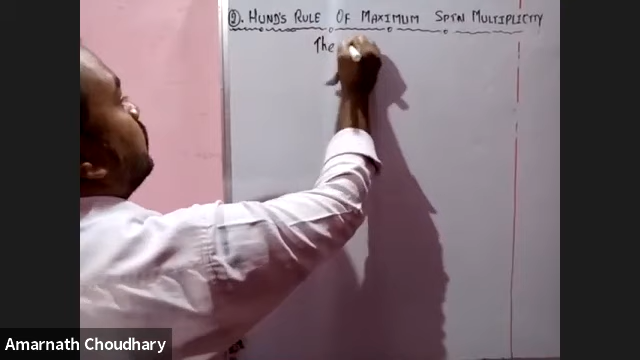 9. HUND'S RULE OF MAXIMUM SPIN MULTIPLICITY
The
Amarnath Choudhary